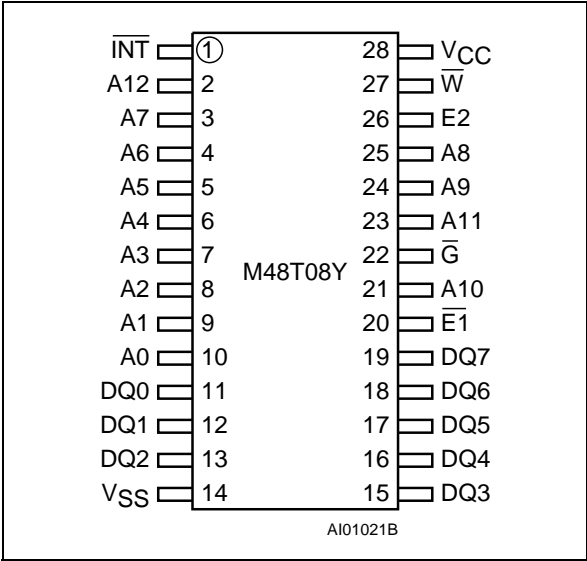 I̅N̅T̅ 1 28 VCC
A12 2 27 W̅
A7 3 26 E2
A6 4 25 A8
A5 5 24 A9
A4 6 23 A11
A3 7 22 G̅
M48T08Y
A2 8 21 A10
A1 9 20 E̅1̅
A0 10 19 DQ7
DQ0 11 18 DQ6
DQ1 12 17 DQ5
DQ2 13 16 DQ4
VSS 14 15 DQ3
AI01021B